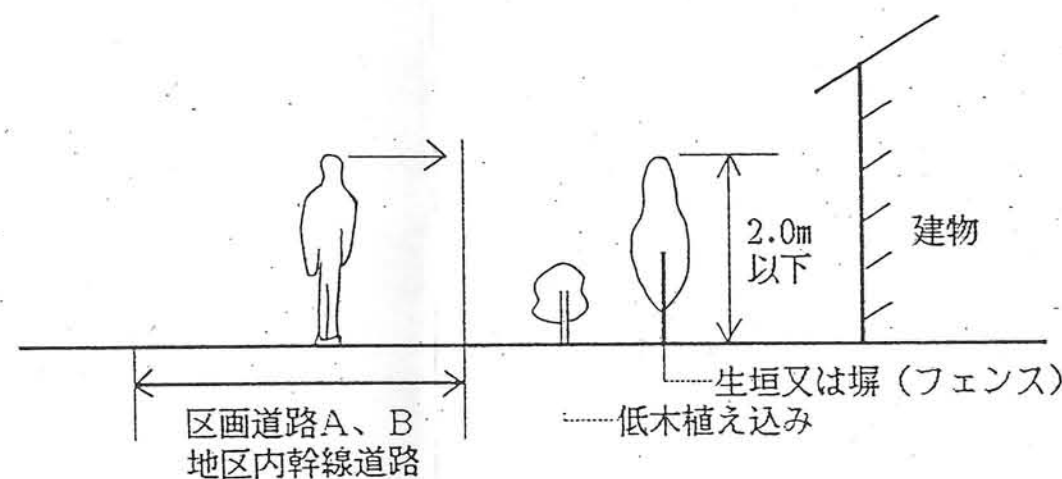 2.0m
以下
建物
生垣又は塀（フェンス）
低木植え込み
区画道路A、B
地区内幹線道路